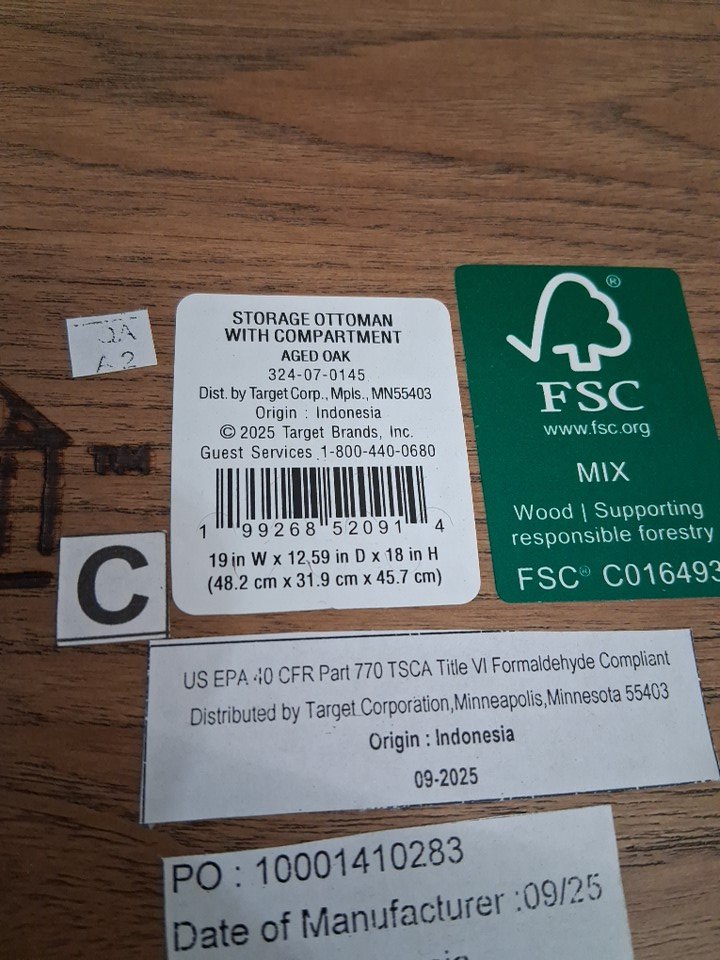 QA
A2
STORAGE OTTOMAN
WITH COMPARTMENT
AGED OAK
324-07-0145
Dist. by Target Corp., Mpls., MN55403
Origin : Indonesia
© 2025 Target Brands, Inc.
Guest Services 1-800-440-0680
1 99268 52091 4
19 in W x 12.59 in D x 18 in H
(48.2 cm x 31.9 cm x 45.7 cm)
®
FSC
www.fsc.org
MIX
Wood | Supporting
responsible forestry
FSC® C016493
TM
C
US EPA 40 CFR Part 770 TSCA Title VI Formaldehyde Compliant
Distributed by Target Corporation,Minneapolis,Minnesota 55403
Origin : Indonesia
09-2025
PO : 10001410283
Date of Manufacturer :09/25